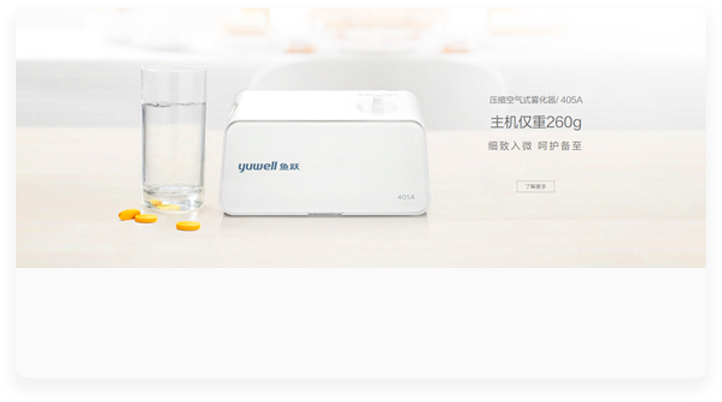 压缩空气式雾化器/ 405A
主机仅重260g
细致入微 呵护备至
了解更多
yuwell 鱼跃
405A